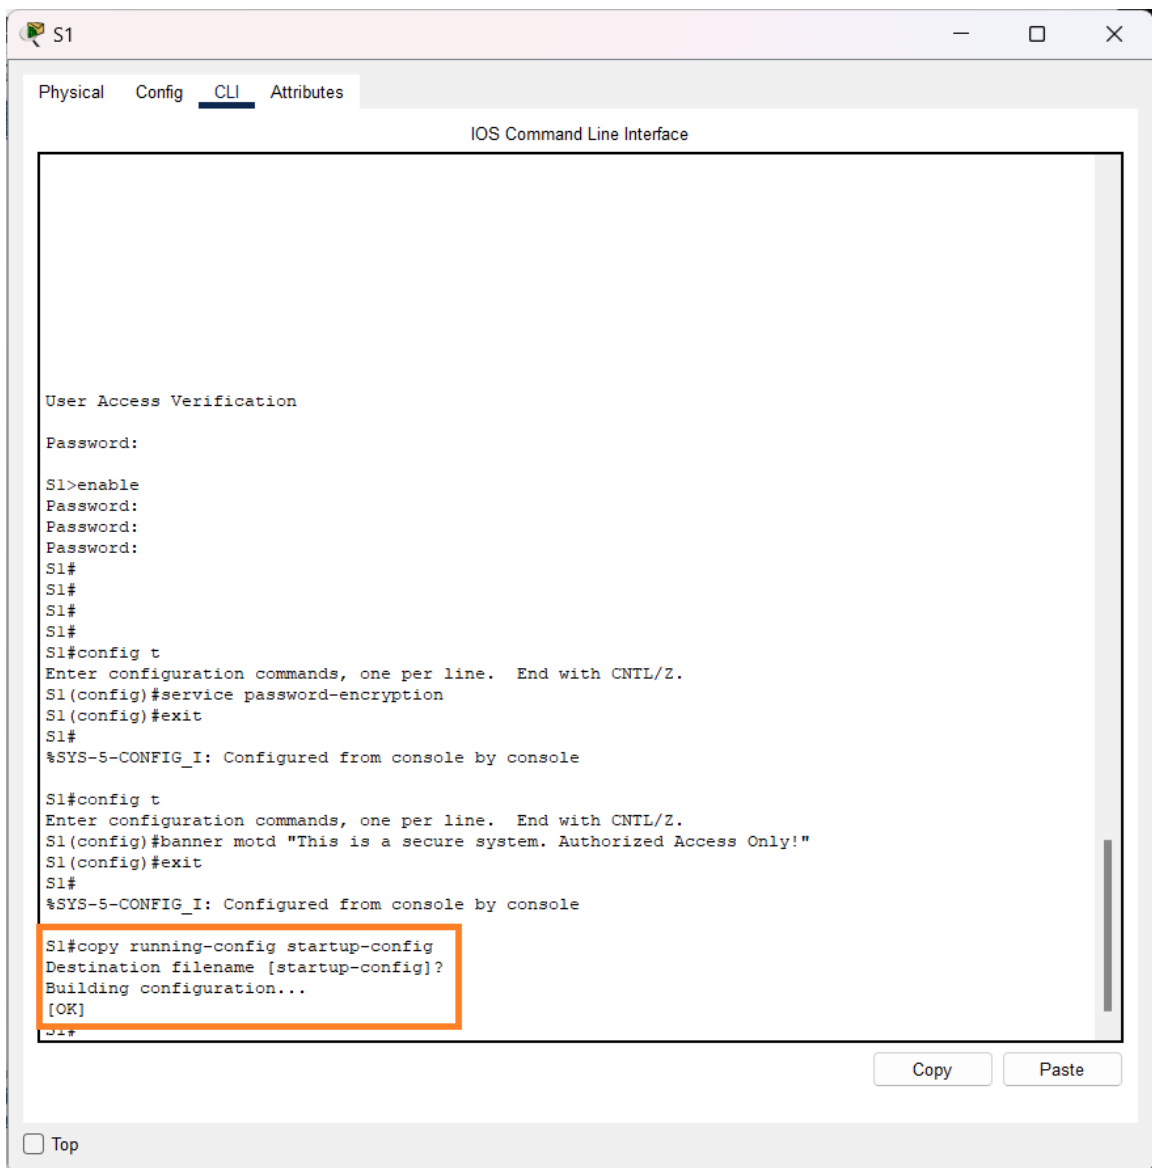 S1
Physical Config CLI Attributes
IOS Command Line Interface
User Access Verification
Password:
S1>enable
Password:
Password:
Password:
S1#
S1#
S1#
S1#
S1#config t
Enter configuration commands, one per line.  End with CNTL/Z.
S1(config)#service password-encryption
S1(config)#exit
S1#
%SYS-5-CONFIG_I: Configured from console by console
S1#config t
Enter configuration commands, one per line.  End with CNTL/Z.
S1(config)#banner motd "This is a secure system. Authorized Access Only!"
S1(config)#exit
S1#
%SYS-5-CONFIG_I: Configured from console by console
S1#copy running-config startup-config
Destination filename [startup-config]?
Building configuration...
[OK]
S1#
Copy Paste
Top